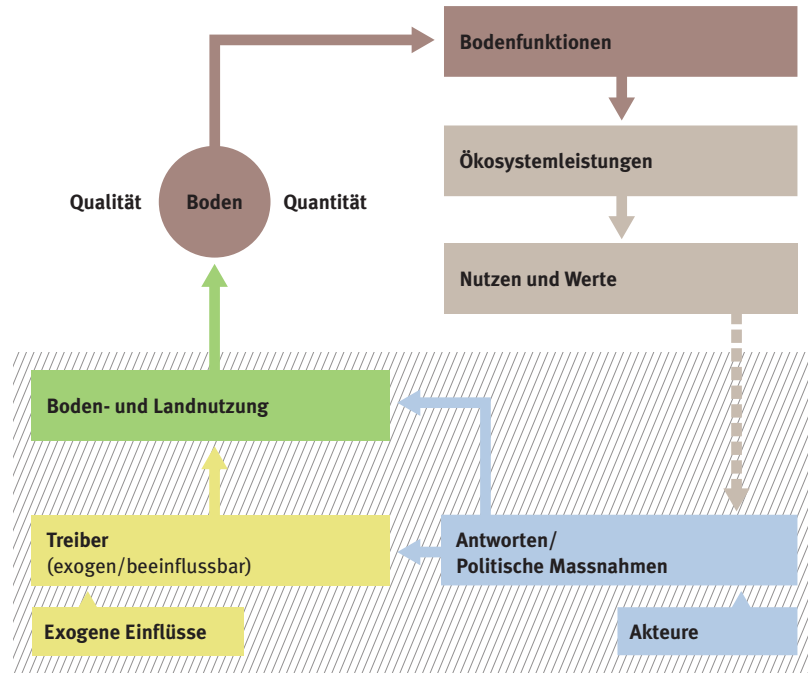 Bodenfunktionen
Ökosystemleistungen
Qualität
Boden
Quantität
Nutzen und Werte
Boden- und Landnutzung
Treiber
(exogen/beeinflussbar)
Antworten/
Politische Massnahmen
Exogene Einflüsse
Akteure